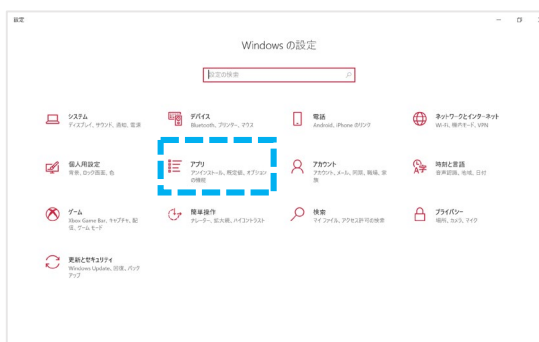 設定
Windows の設定
設定の検索
システム
ディスプレイ、サウンド、通知、電源
デバイス
Bluetooth、プリンター、マウス
電話
Android、iPhone のリンク
ネットワークとインターネット
Wi-Fi、機内モード、VPN
個人用設定
背景、ロック画面、色
アプリ
アンインストール、既定値、オプション
の機能
アカウント
アカウント、メール、同期、職場、家
族
時刻と言語
音声認識、地域、日付
ゲーム
Xbox Game Bar、キャプチャ、配
信、ゲーム モード
簡単操作
ナレーター、拡大鏡、ハイコントラスト
検索
マイ ファイル、アクセス許可の検索
プライバシー
場所、カメラ、マイク
更新とセキュリティ
Windows Update、回復、バック
アップ